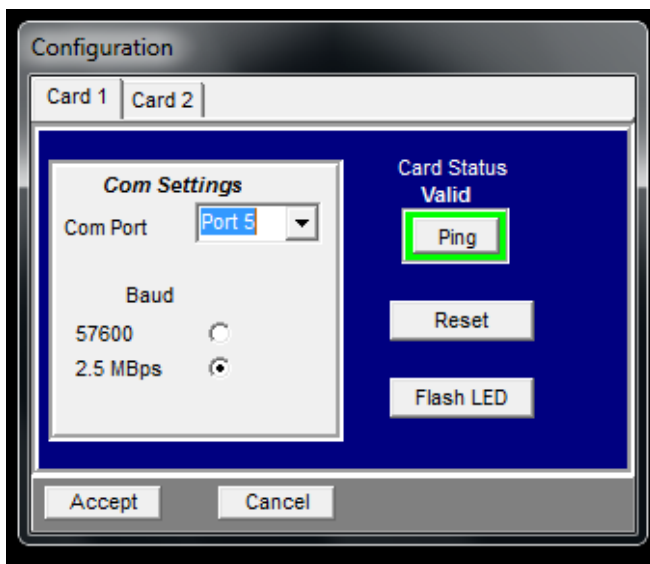 Configuration
Card 1 Card 2
Com Settings
Com Port Port 5
Baud
57600
2.5 MBps
Card Status
Valid
Ping
Reset
Flash LED
Accept Cancel